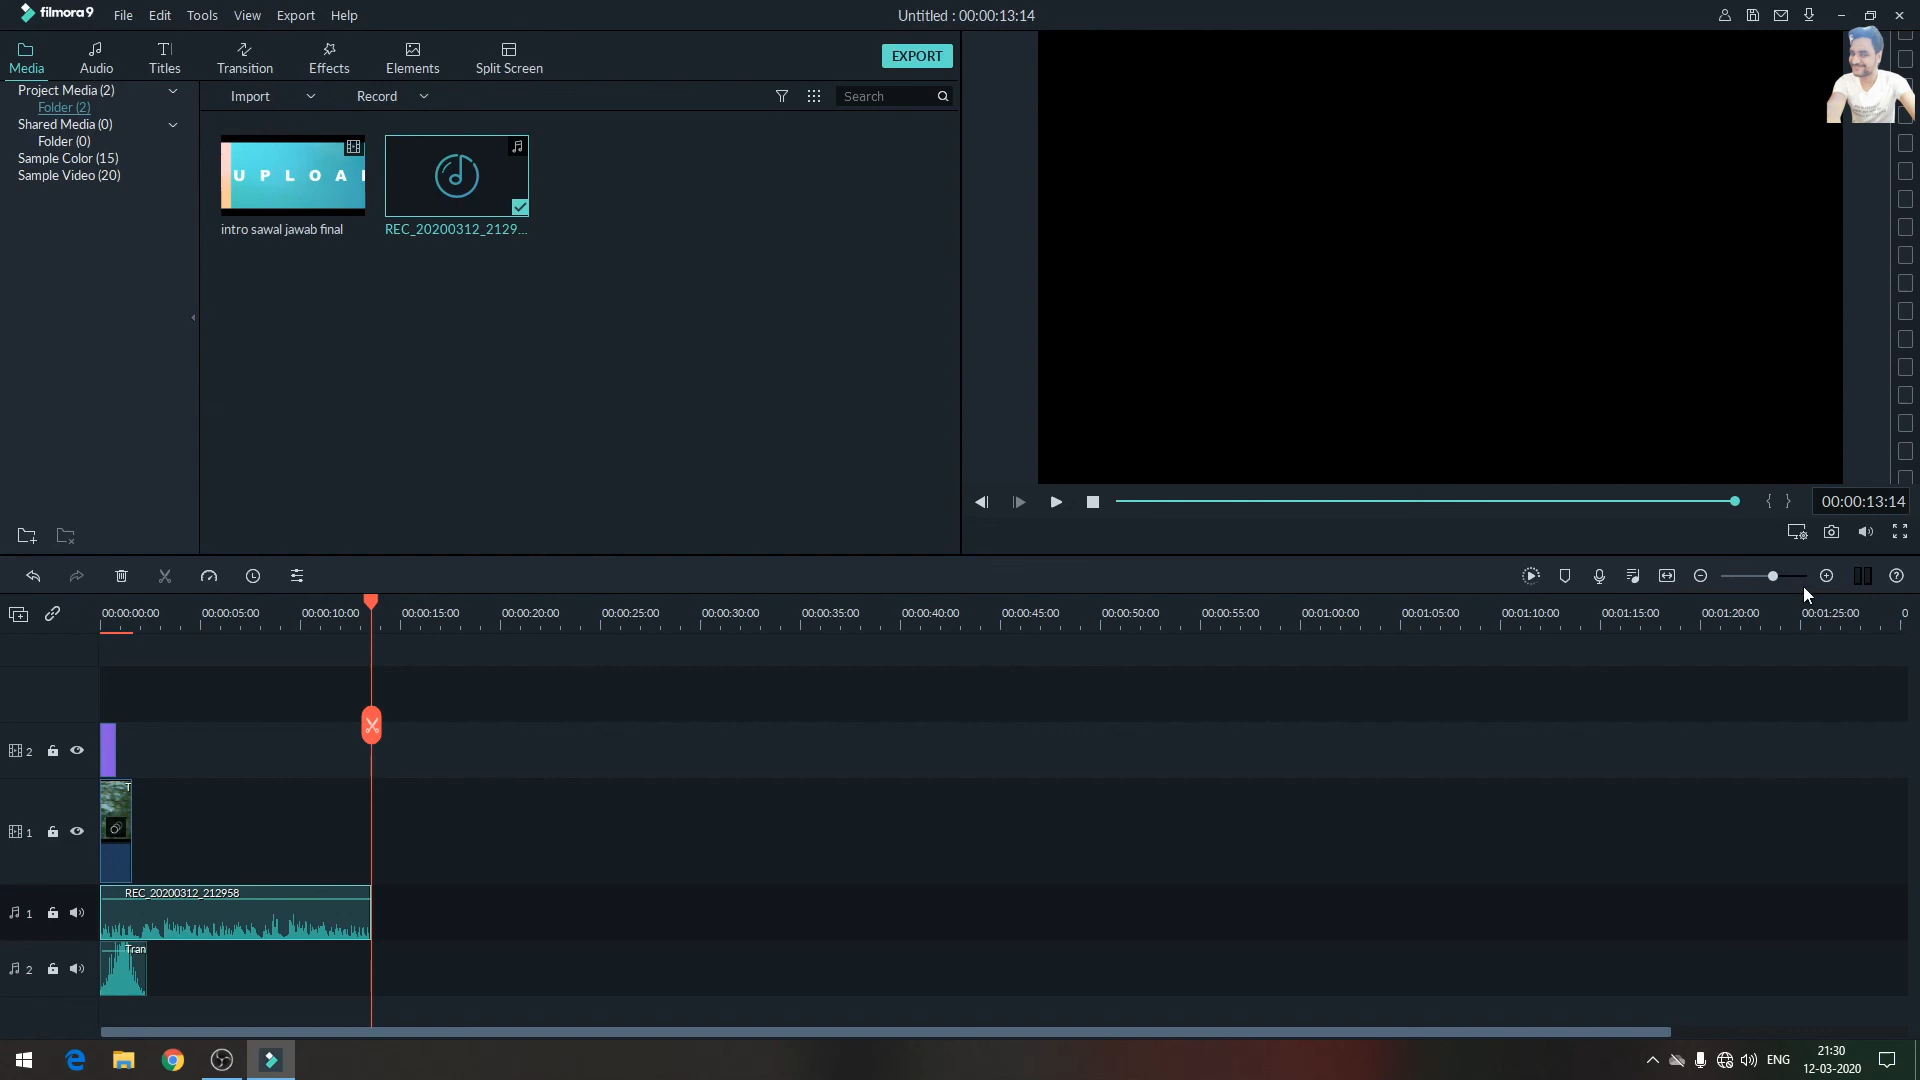 filmora9 File Edit Tools View Export Help Untitled : 00:00:13:14
Media Audio Titles Transition Effects Elements Split Screen EXPORT
Project Media (2) Import Record Search
Folder (2)
Shared Media (0)
Folder (0)
Sample Color (15)
Sample Video (20)
UPLOA
intro sawal jawab final REC_20200312_2129...
00:00:13:14
00:00:00:00 00:00:05:00 00:00:10:00 00:00:15:00 00:00:20:00 00:00:25:00 00:00:30:00 00:00:35:00 00:00:40:00 00:00:45:00 00:00:50:00 00:00:55:00 00:01:00:00 00:01:05:00 00:01:10:00 00:01:15:00 00:01:20:00 00:01:25:00 0
2
T
1
REC_20200312_212958
1
Tran
2
ENG 21:30
12-03-2020